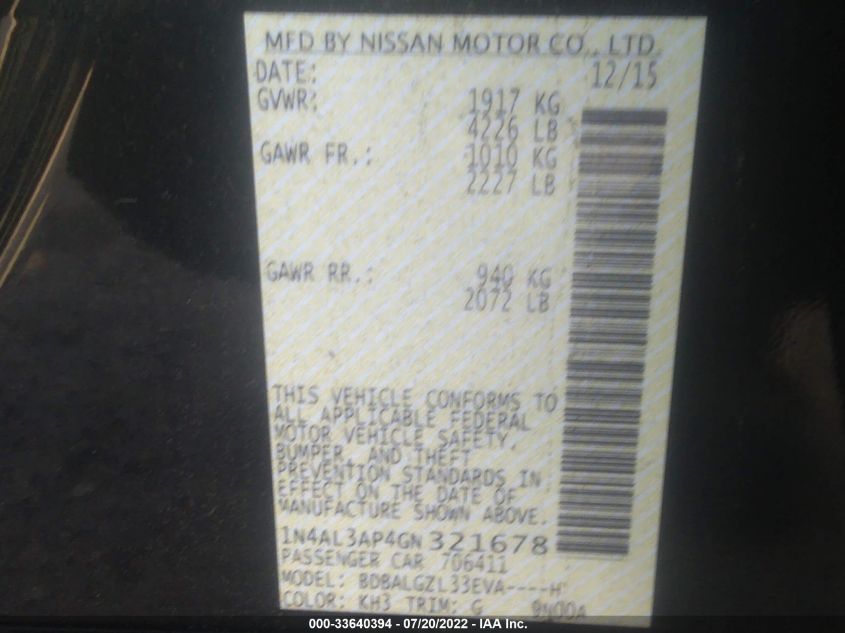 MFD BY NISSAN MOTOR CO., LTD.
DATE: 12/15
GVWR: 1917 KG
4226 LB
GAWR FR.: 1010 KG
2227 LB
GAWR RR.: 940 KG
2072 LB
THIS VEHICLE CONFORMS TO
ALL APPLICABLE FEDERAL
MOTOR VEHICLE SAFETY,
BUMPER, AND THEFT
PREVENTION STANDARDS IN
EFFECT ON THE DATE OF
MANUFACTURE SHOWN ABOVE.
1N4AL3AP4GN321678
PASSENGER CAR 706411
MODEL: BDBALGZL33EVA----H
COLOR: KH3 TRIM: G
000-33640394 - 07/20/2022 - IAA Inc.